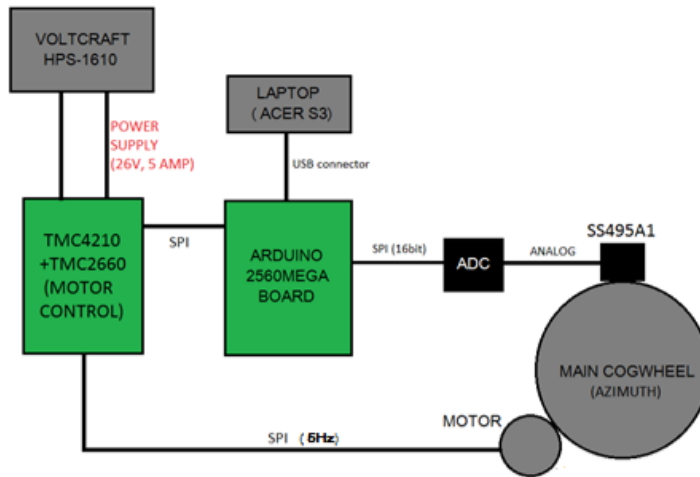 VOLTCRAFT
HPS-1610
LAPTOP
( ACER S3)
POWER
SUPPLY
(26V, 5 AMP)
USB connector
TMC4210
+TMC2660
(MOTOR
CONTROL)
SPI
ARDUINO
2560MEGA
BOARD
SPI (16bit)
ADC
ANALOG
SS495A1
MAIN COGWHEEL
(AZIMUTH)
MOTOR
SPI ( 5Hz)